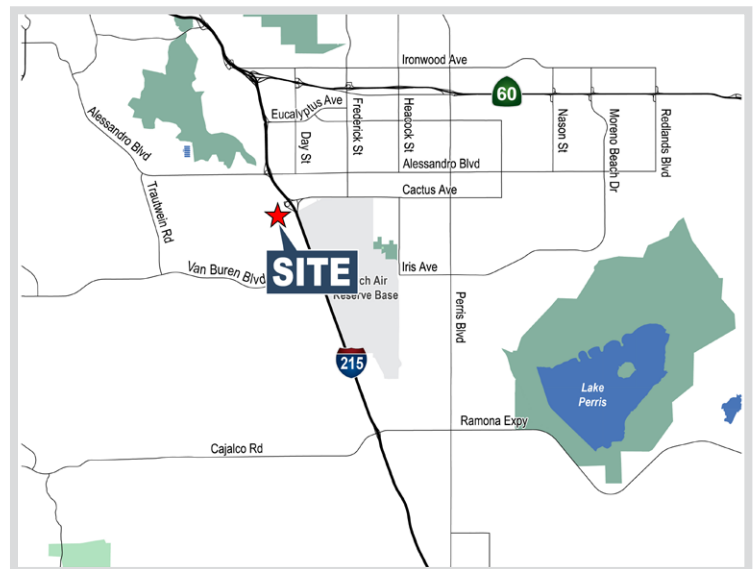 Ironwood Ave
60
Eucalyptus Ave
Alessandro Blvd
Day St
Frederick St
Heacock St
Nason St
Moreno Beach Dr
Redlands Blvd
Alessandro Blvd
Cactus Ave
Trautwein Rd
Van Buren Blvd
SITE
ch Air
Reserve Base
Iris Ave
Perris Blvd
215
Lake
Perris
Ramona Expy
Cajalco Rd